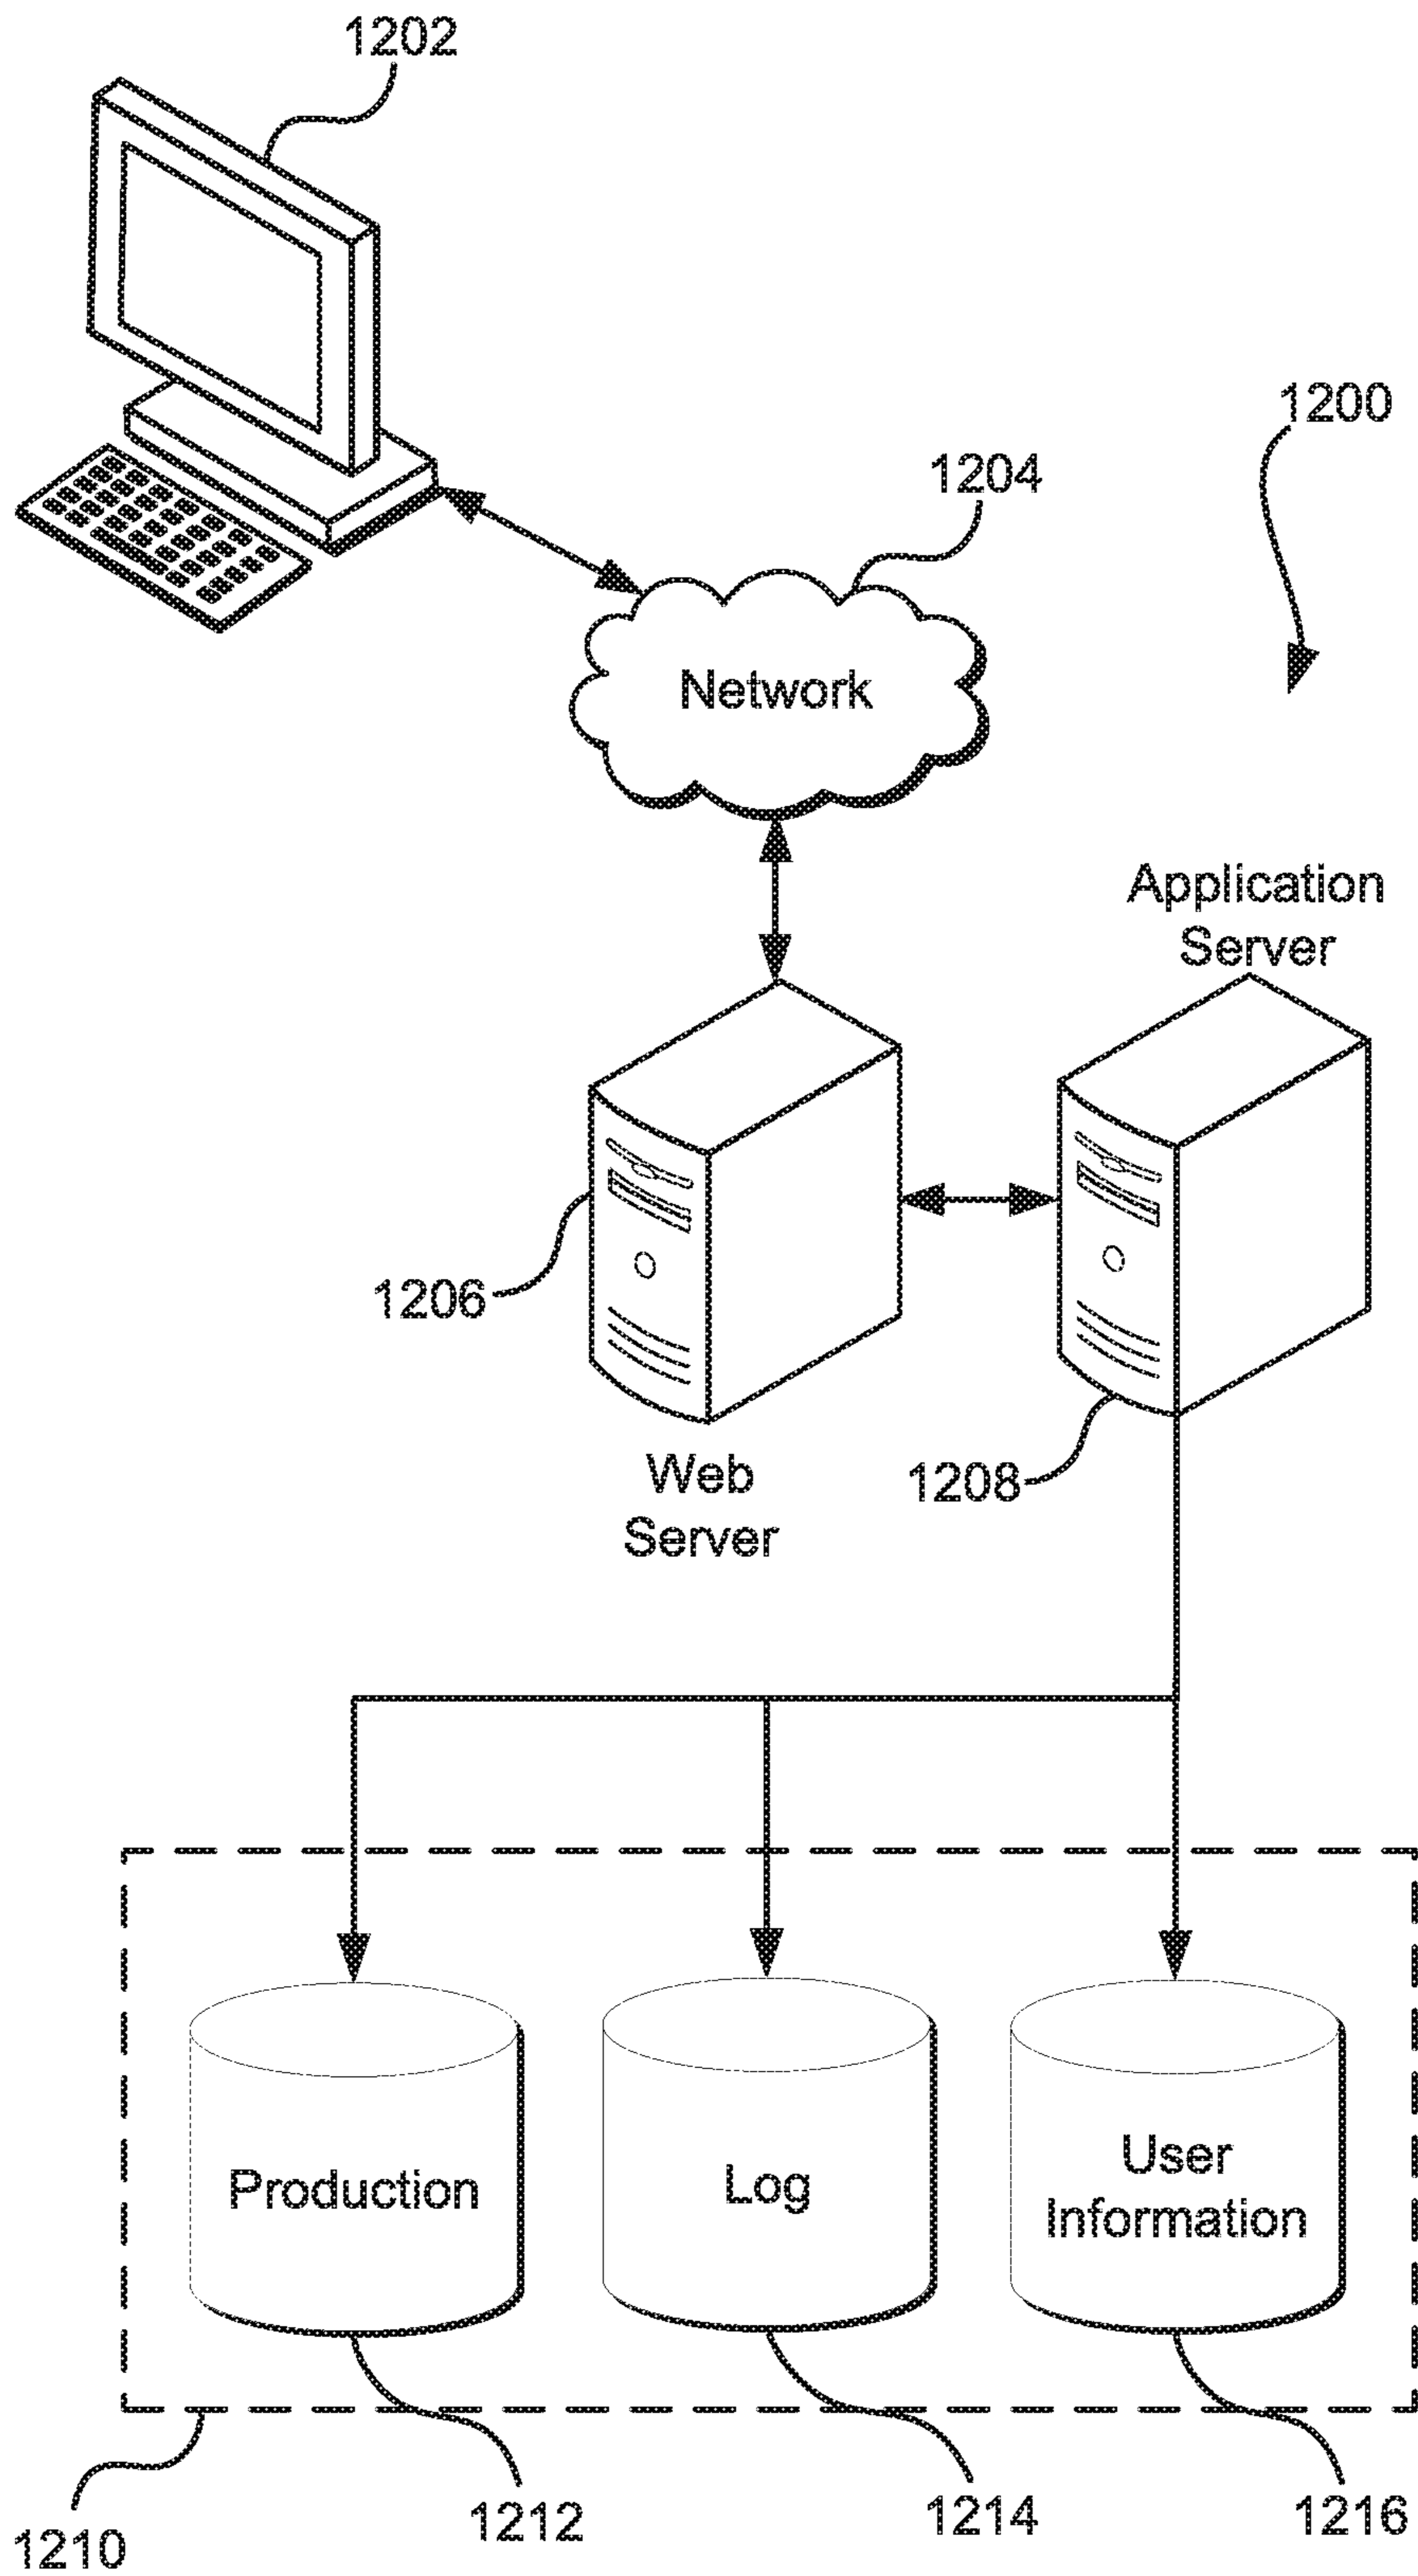 1202
1200
1204
Network
Application
Server
1206
Web
Server
1208
Production
Log
User
Information
1210
1212
1214
1216